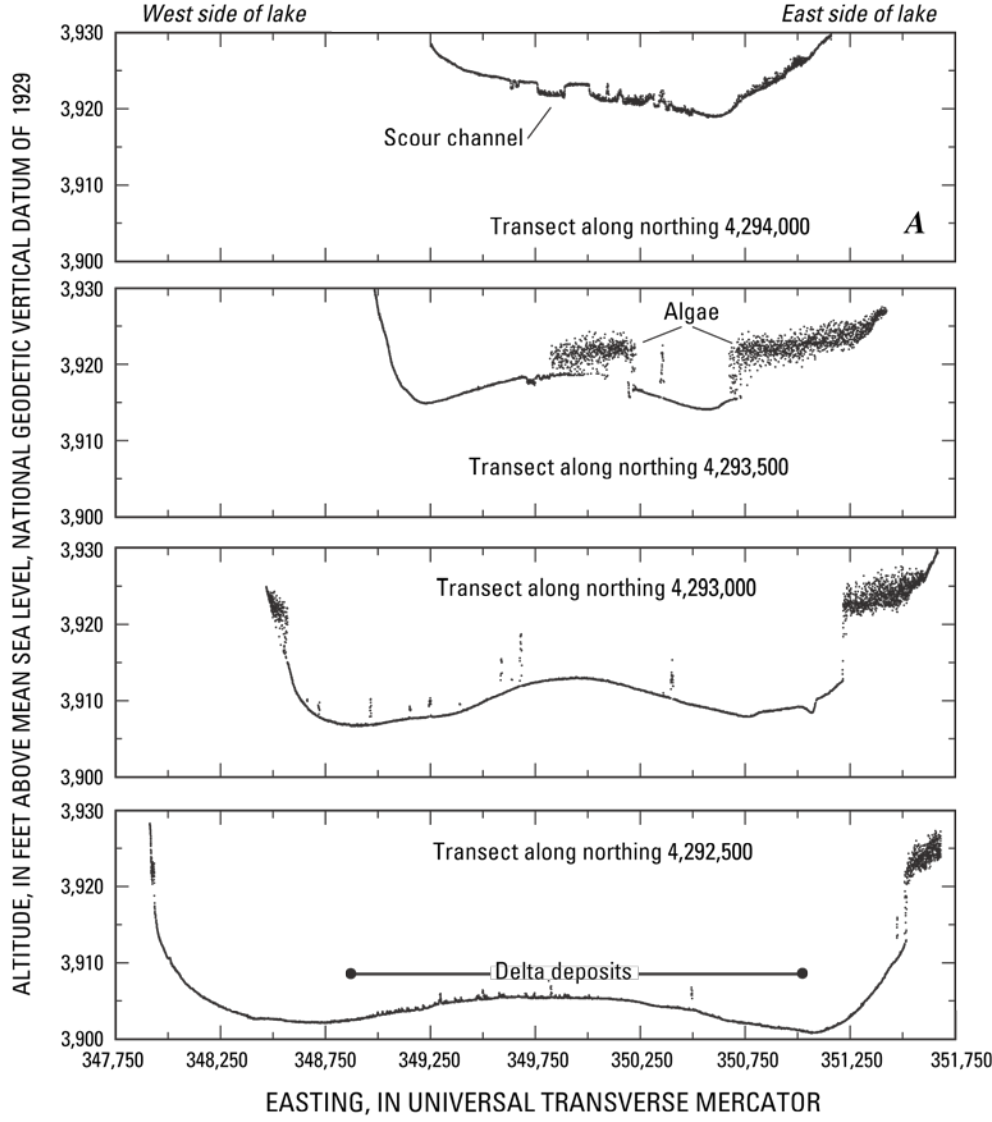 West side of lake
East side of lake
ALTITUDE, IN FEET ABOVE MEAN SEA LEVEL, NATIONAL GEODETIC VERTICAL DATUM OF 1929
3,930
3,920
3,910
3,900
Scour channel
Transect along northing 4,294,000
A
3,930
3,920
3,910
3,900
Algae
Transect along northing 4,293,500
3,930
3,920
3,910
3,900
Transect along northing 4,293,000
3,930
3,920
3,910
3,900
Transect along northing 4,292,500
Delta deposits
347,750 348,250 348,750 349,250 349,750 350,250 350,750 351,250 351,750
EASTING, IN UNIVERSAL TRANSVERSE MERCATOR